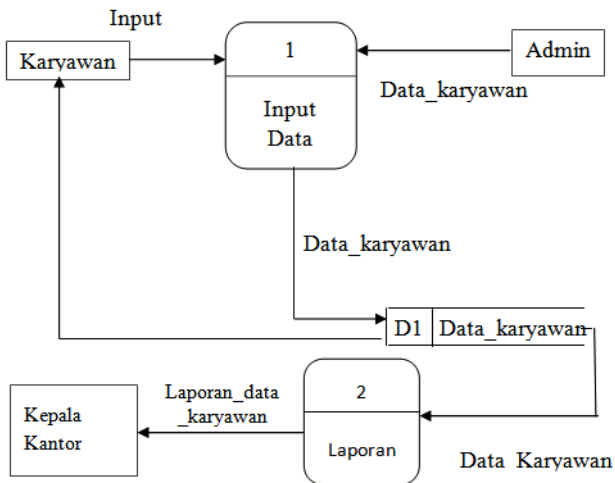 Input
Karyawan
1
Admin
Data_karyawan
Input
Data
Data_karyawan
D1 Data_karyawan
Laporan_data
_karyawan
2
Kepala
Kantor
Laporan
Data Karyawan